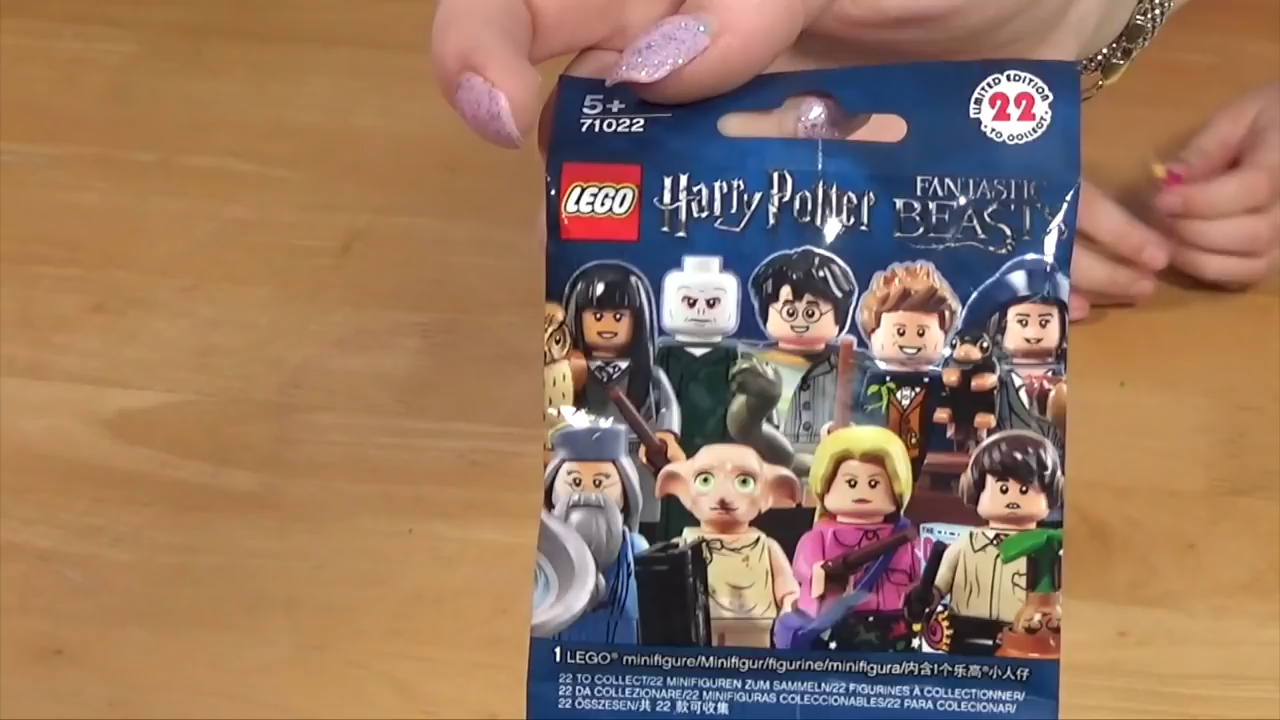 5+
71022
LIMITED EDITION
22
TO COLLECT
LEGO
Harry Potter
FANTASTIC
BEASTS
THE
1 LEGO® minifigure/Minifigur/figurine/minifigura/内含1个乐高®小人仔
22 TO COLLECT/22 MINIFIGUREN ZUM SAMMELN/22 FIGURINES À COLLECTIONNER/
22 DA COLLEZIONARE/22 MINIFIGURAS COLECCIONABLES/22 PARA COLECIONAR/
22 ÖSSZESEN/共 22 款可收集